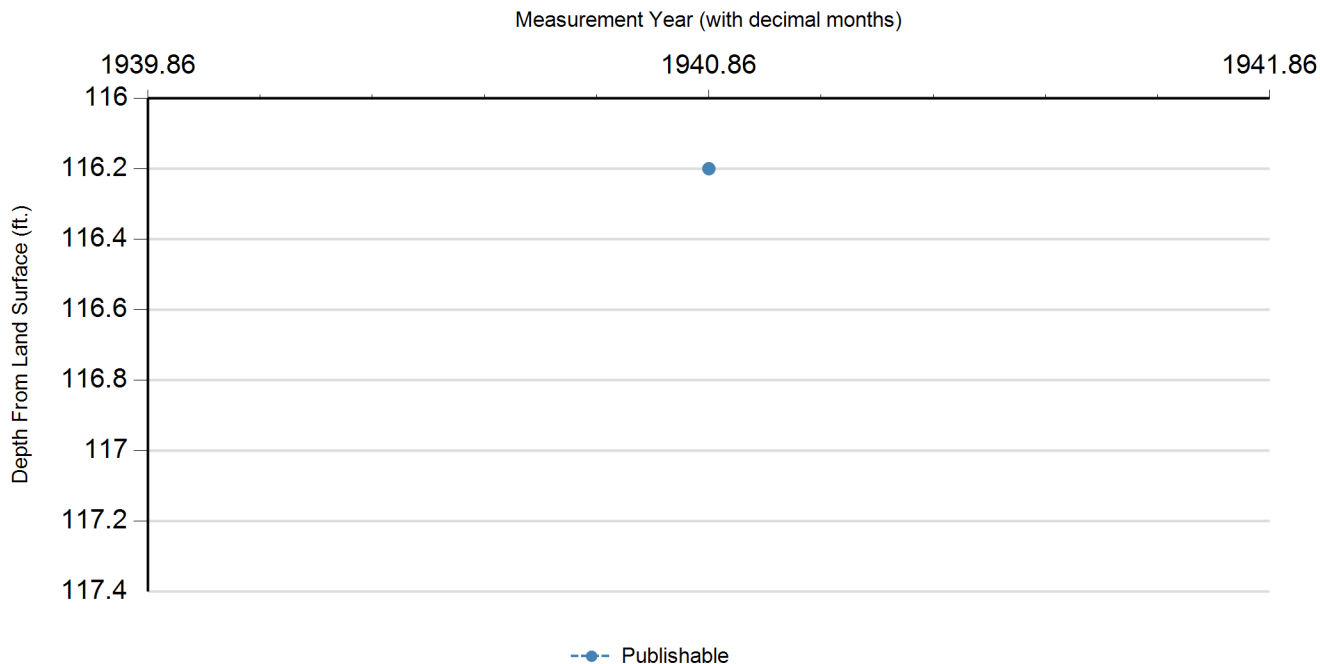 Measurement Year (with decimal months)
1939.86 1940.86 1941.86
116
116.2
116.4
116.6
116.8
117
117.2
117.4
Depth From Land Surface (ft.)
Publishable